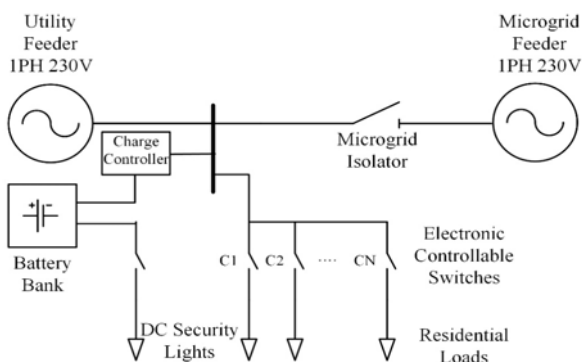 Utility
Feeder
1PH 230V
Microgrid
Feeder
1PH 230V
Charge
Controller
Microgrid
Isolator
+ -
Battery
Bank
C1
C2
....
CN
Electronic
Controllable
Switches
DC Security
Lights
Residential
Loads